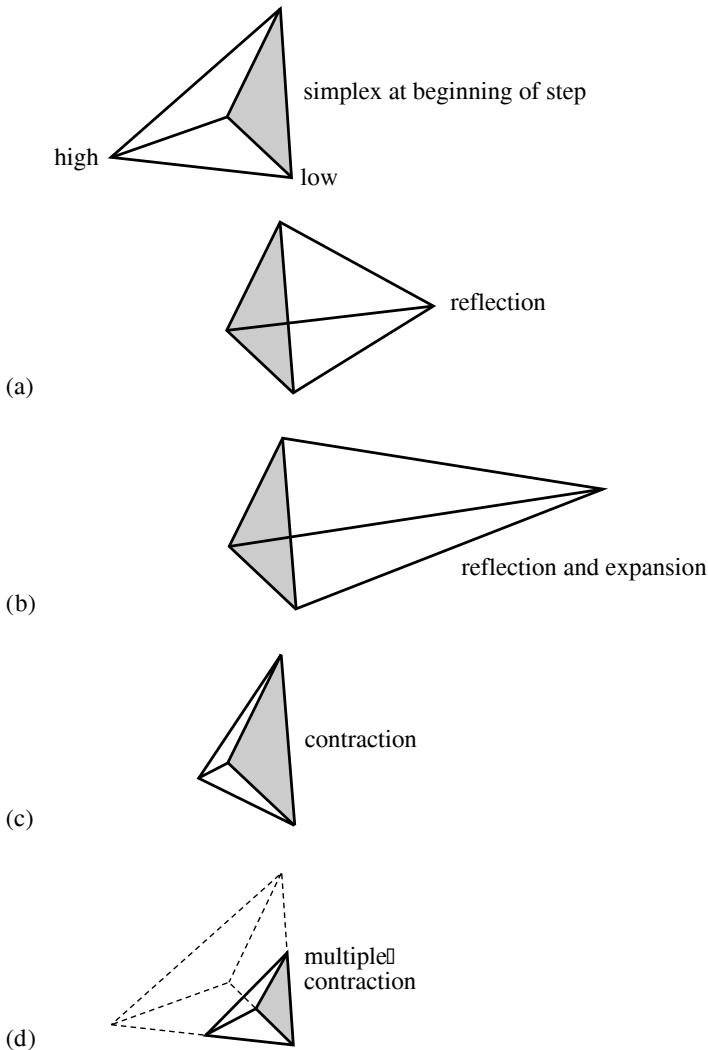 simplex at beginning of step
high
low
reflection
(a)
reflection and expansion
(b)
contraction
(c)
multiple▯
contraction
(d)